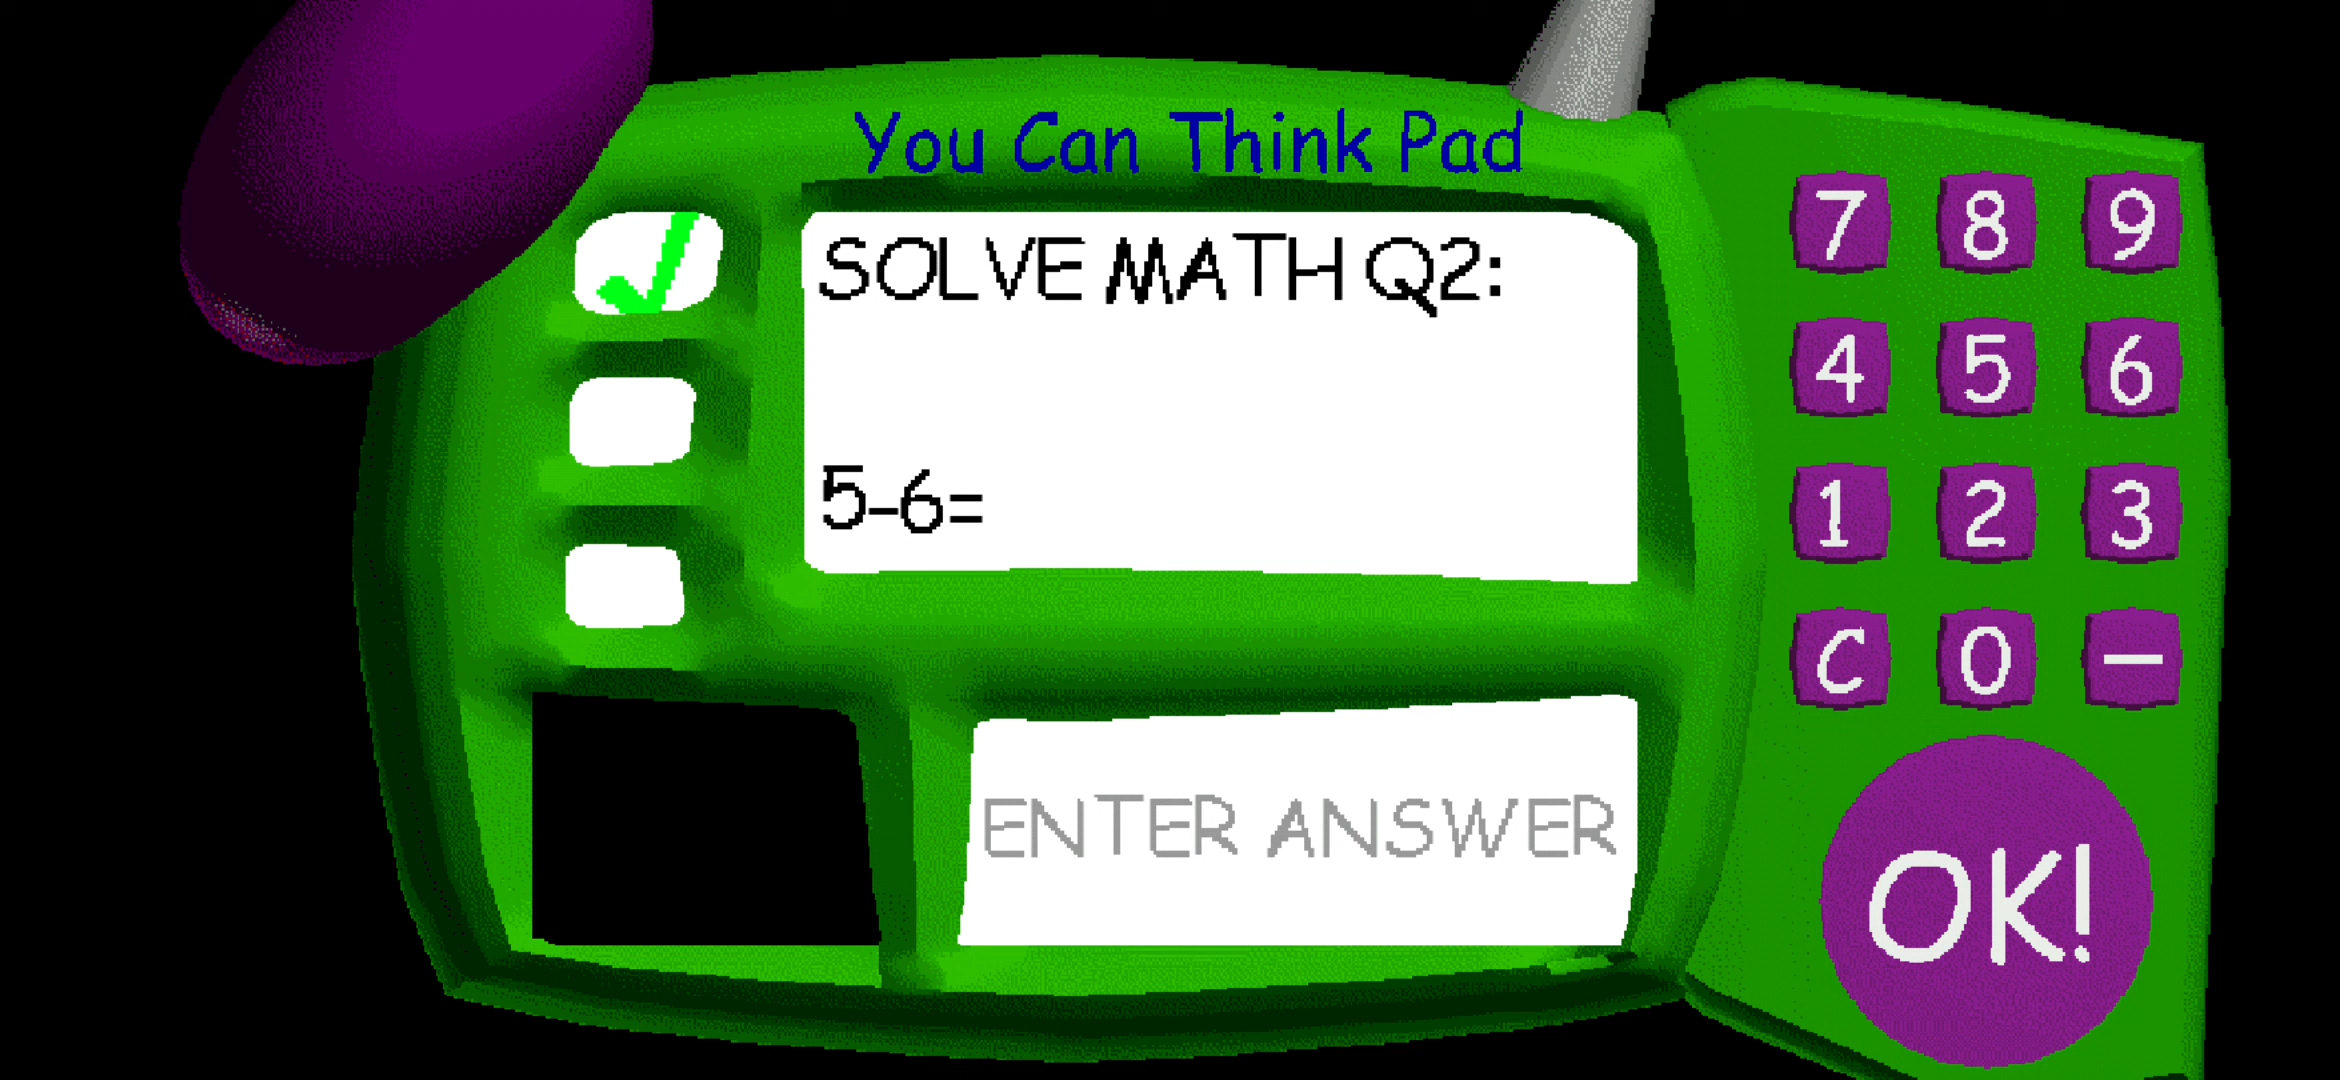 You Can Think Pad
SOLVE MATH Q2:
5-6=
ENTER ANSWER
7 8 9
4 5 6
1 2 3
C 0 —
OK!